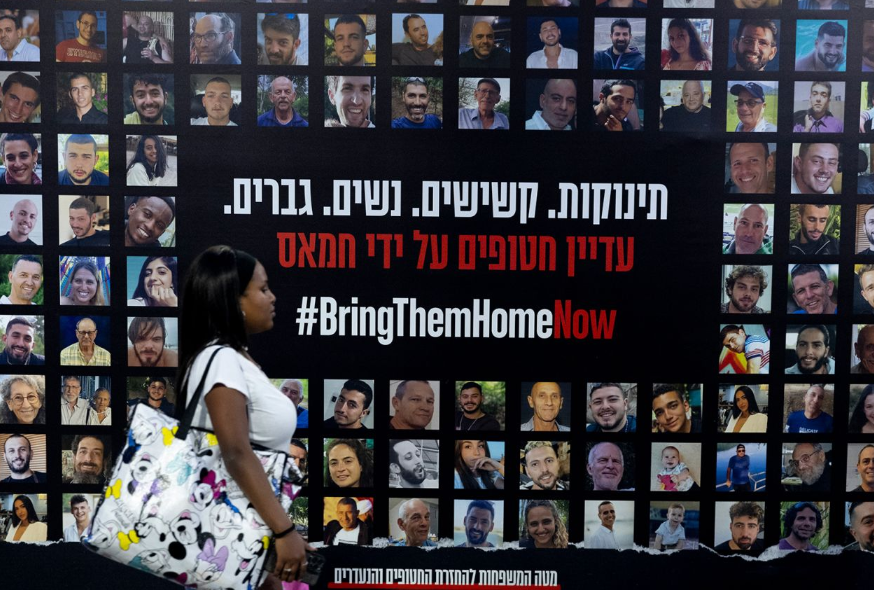 תינוקות. קשישים. נשים. גברים.
עדיין חטופים על ידי חמאס
#BringThemHomeNow
מטה המשפחות להחזרת החטופים והנעדרים